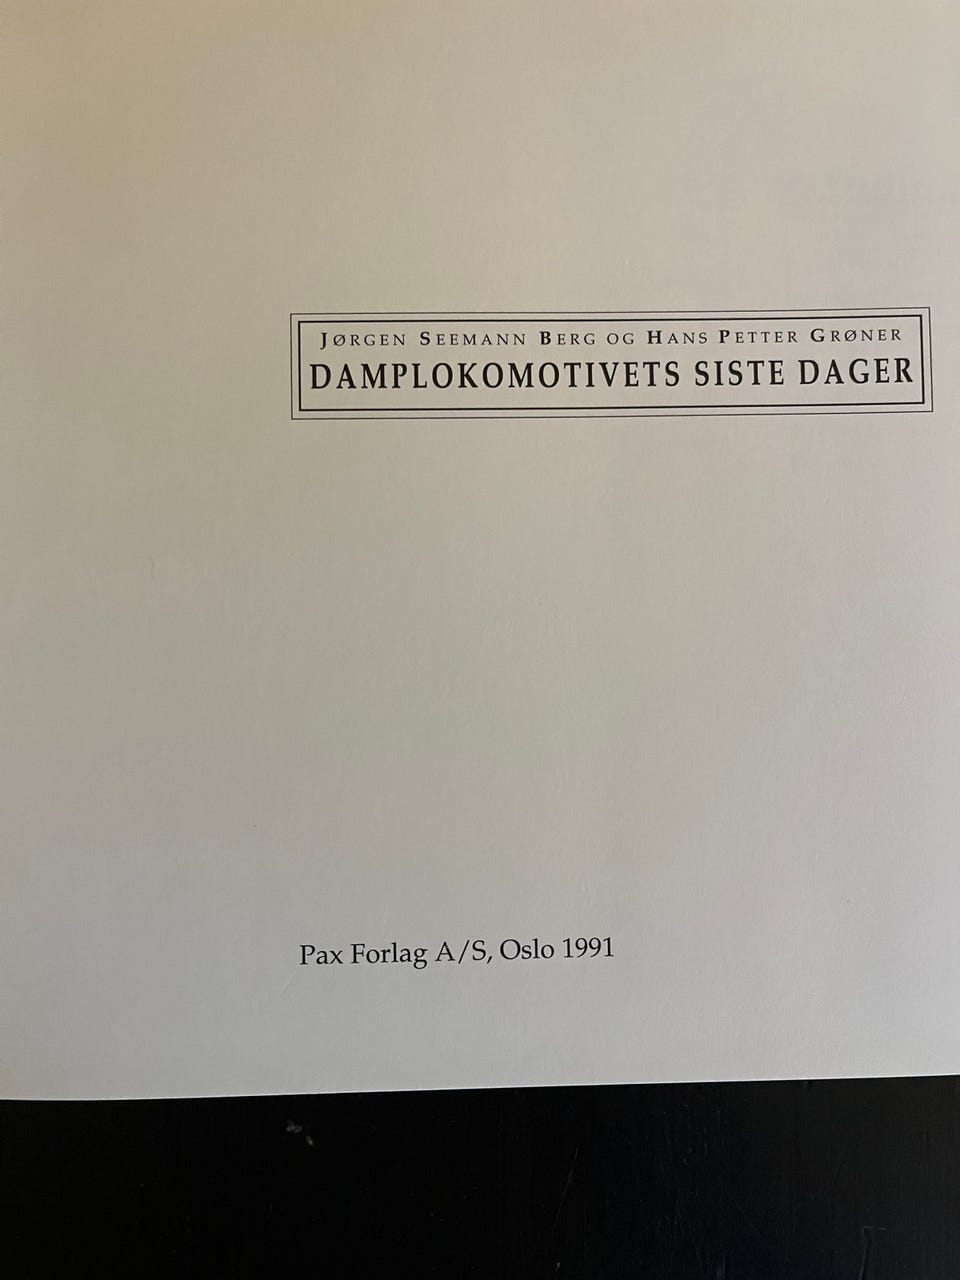 JØRGEN SEEMANN BERG OG HANS PETTER GRØNER
DAMPLOKOMOTIVETS SISTE DAGER
Pax Forlag A/S, Oslo 1991